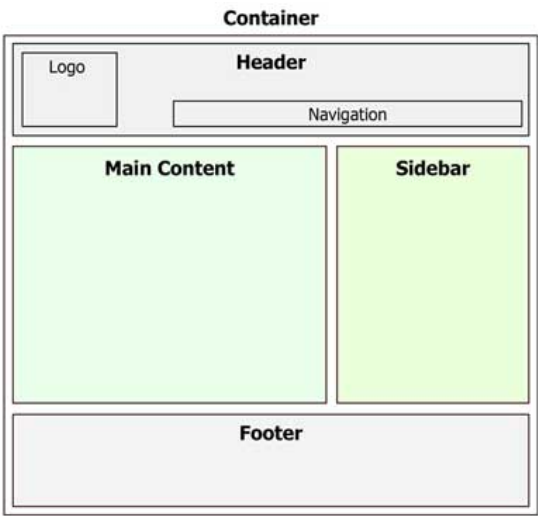 Container
Header
Logo
Navigation
Main Content
Sidebar
Footer